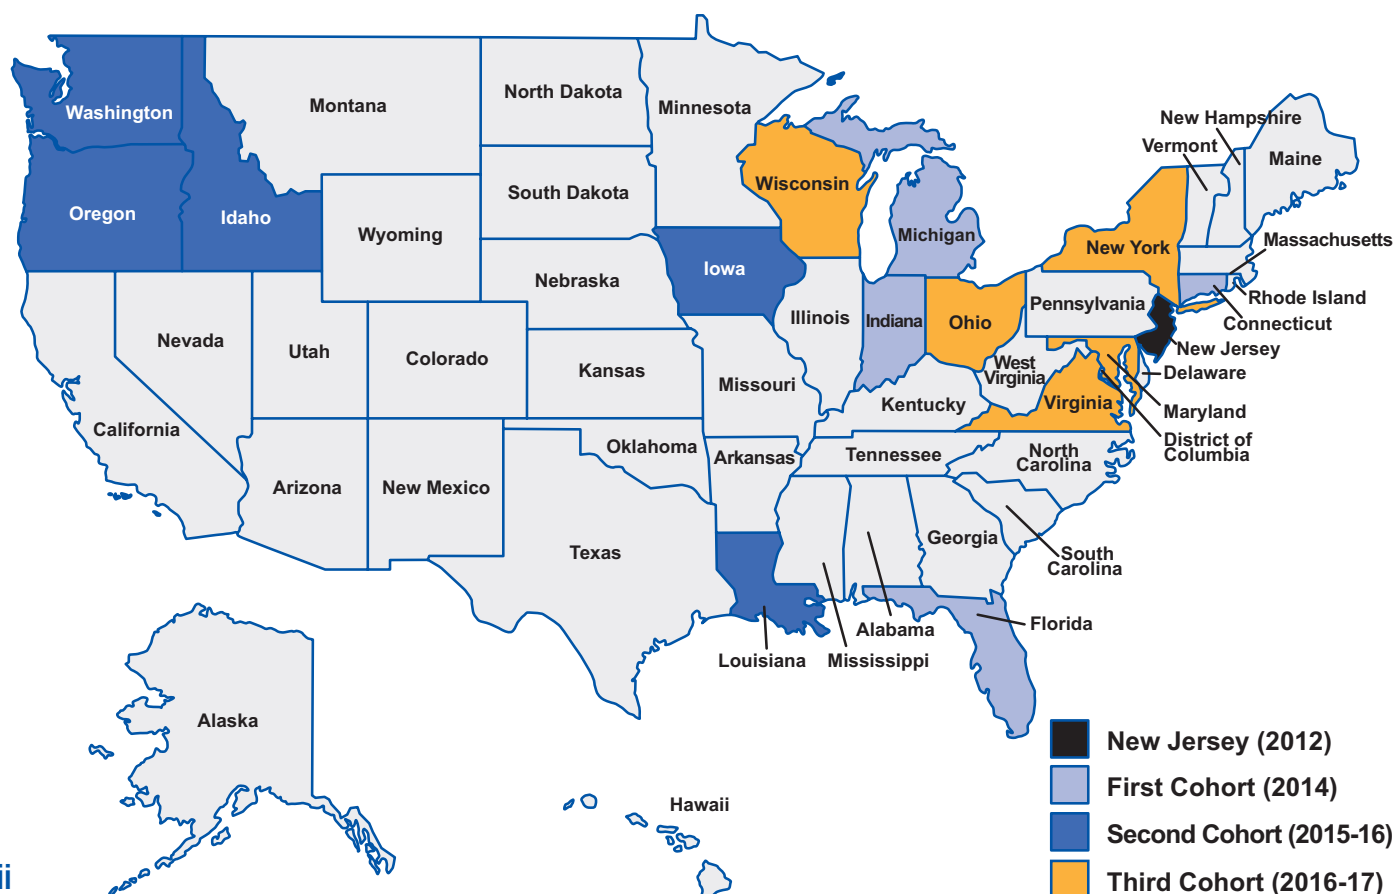 New Hampshire
Vermont
Maine
Washington
Montana
North Dakota
Minnesota
Oregon
Idaho
South Dakota
Wisconsin
Wyoming
Michigan
New York
Massachusetts
Nebraska
Iowa
Rhode Island
Pennsylvania
Connecticut
Nevada
Utah
Colorado
Illinois
Indiana
Ohio
New Jersey
Delaware
Kansas
Missouri
West
Virginia
Kentucky
Virginia
Maryland
District of
Columbia
California
Oklahoma
Arkansas
Tennessee
North
Carolina
Arizona
New Mexico
Texas
Georgia
South
Carolina
Florida
Alabama
Louisiana
Mississippi
Alaska
Hawaii
New Jersey (2012)
First Cohort (2014)
Second Cohort (2015-16)
Third Cohort (2016-17)
ii